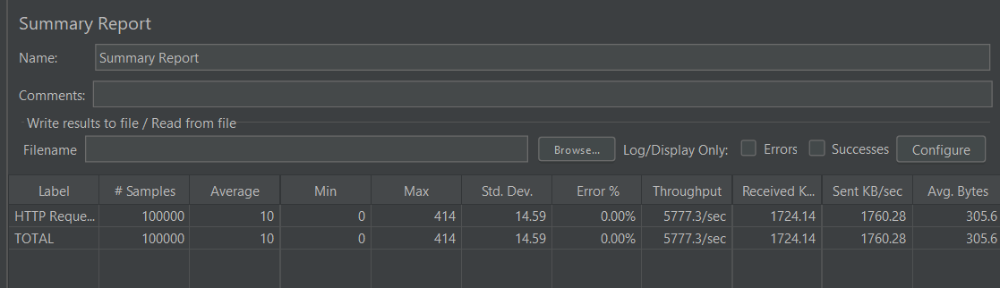 Summary Report
Name: Summary Report
Comments:
Write results to file / Read from file
Filename Browse... Log/Display Only: Errors Successes Configure
Label # Samples Average Min Max Std. Dev. Error % Throughput Received K... Sent KB/sec Avg. Bytes
HTTP Reque... 100000 10 0 414 14.59 0.00% 5777.3/sec 1724.14 1760.28 305.6
TOTAL 100000 10 0 414 14.59 0.00% 5777.3/sec 1724.14 1760.28 305.6